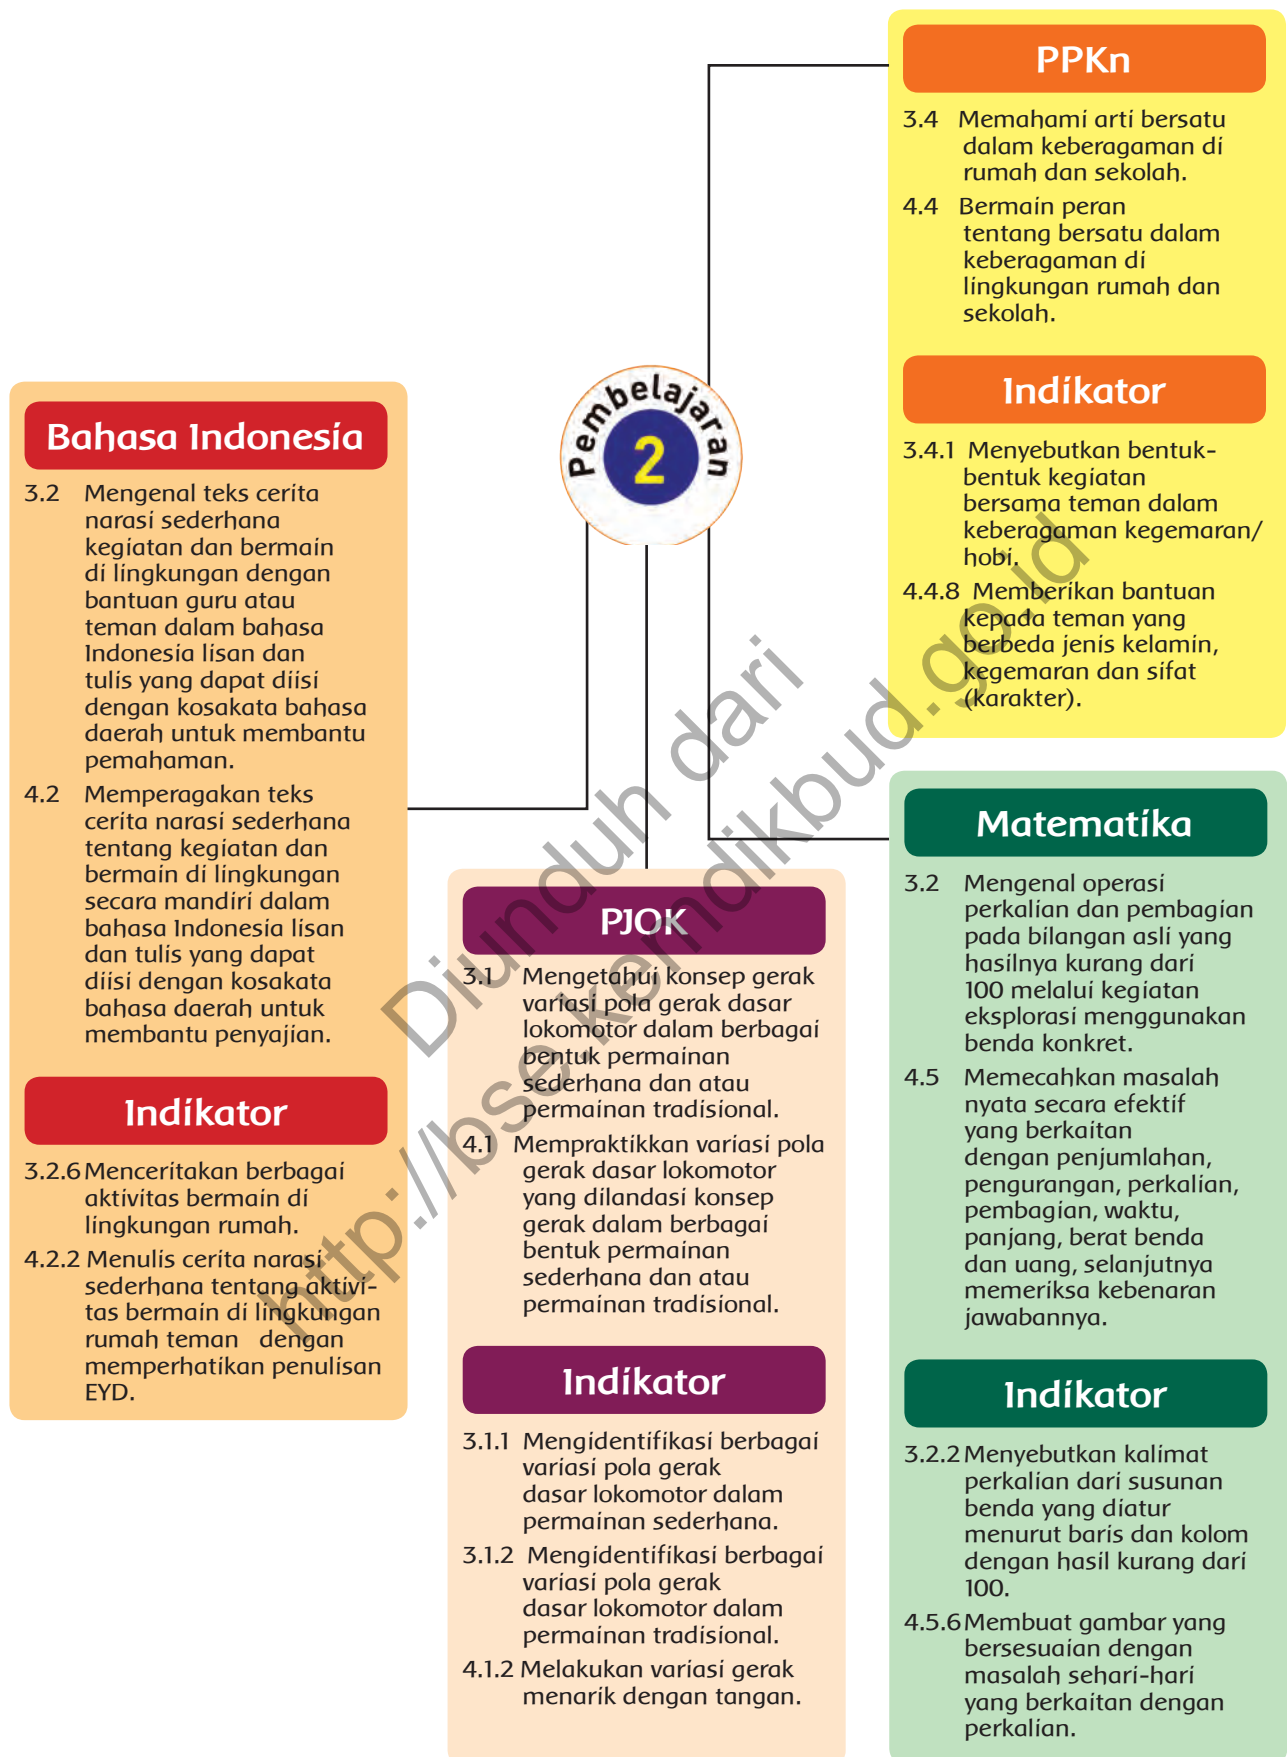 Pembelajaran
2
PPKn
3.4 Memahami arti bersatu
dalam keberagaman di
rumah dan sekolah.
4.4 Bermain peran
tentang bersatu dalam
keberagaman di
lingkungan rumah dan
sekolah.
Indikator
3.4.1 Menyebutkan bentuk-
bentuk kegiatan
bersama teman dalam
keberagaman kegemaran/
hobi.
4.4.8 Memberikan bantuan
kepada teman yang
berbeda jenis kelamin,
kegemaran dan sifat
(karakter).
Bahasa Indonesia
3.2 Mengenal teks cerita
narasi sederhana
kegiatan dan bermain
di lingkungan dengan
bantuan guru atau
teman dalam bahasa
Indonesia lisan dan
tulis yang dapat diisi
dengan kosakata bahasa
daerah untuk membantu
pemahaman.
4.2 Memperagakan teks
cerita narasi sederhana
tentang kegiatan dan
bermain di lingkungan
secara mandiri dalam
bahasa Indonesia lisan
dan tulis yang dapat
diisi dengan kosakata
bahasa daerah untuk
membantu penyajian.
Indikator
3.2.6 Menceritakan berbagai
aktivitas bermain di
lingkungan rumah.
4.2.2 Menulis cerita narasi
sederhana tentang aktivi-
tas bermain di lingkungan
rumah teman dengan
memperhatikan penulisan
EYD.
PJOK
3.1 Mengetahui konsep gerak
variasi pola gerak dasar
lokomotor dalam berbagai
bentuk permainan
sederhana dan atau
permainan tradisional.
4.1 Mempraktikkan variasi pola
gerak dasar lokomotor
yang dilandasi konsep
gerak dalam berbagai
bentuk permainan
sederhana dan atau
permainan tradisional.
Indikator
3.1.1 Mengidentifikasi berbagai
variasi pola gerak
dasar lokomotor dalam
permainan sederhana.
3.1.2 Mengidentifikasi berbagai
variasi pola gerak
dasar lokomotor dalam
permainan tradisional.
4.1.2 Melakukan variasi gerak
menarik dengan tangan.
Matematika
3.2 Mengenal operasi
perkalian dan pembagian
pada bilangan asli yang
hasilnya kurang dari
100 melalui kegiatan
eksplorasi menggunakan
benda konkret.
4.5 Memecahkan masalah
nyata secara efektif
yang berkaitan
dengan penjumlahan,
pengurangan, perkalian,
pembagian, waktu,
panjang, berat benda
dan uang, selanjutnya
memeriksa kebenaran
jawabannya.
Indikator
3.2.2 Menyebutkan kalimat
perkalian dari susunan
benda yang diatur
menurut baris dan kolom
dengan hasil kurang dari
100.
4.5.6 Membuat gambar yang
bersesuaian dengan
masalah sehari-hari
yang berkaitan dengan
perkalian.
Diunduh dari
http://bse.kemdikbud.go.id